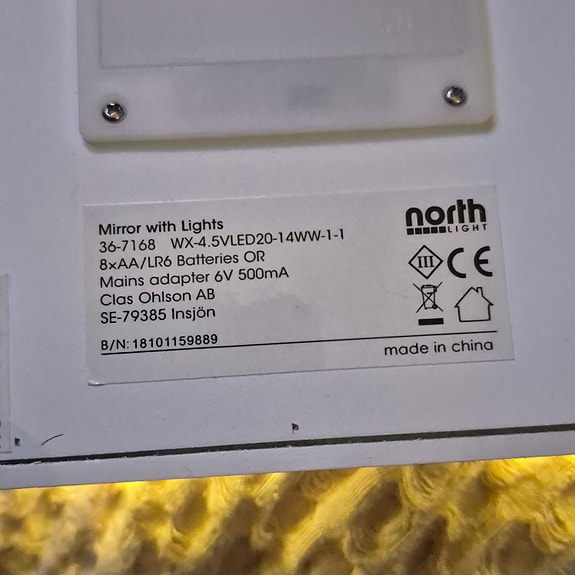 north
LIGHT
Mirror with Lights
36-7168 WX-4.5VLED20-14WW-1-1
8xAA/LR6 Batteries OR
Mains adapter 6V 500mA
Clas Ohlson AB
SE-79385 Insjön
III CE
B/N: 18101159889
made in china